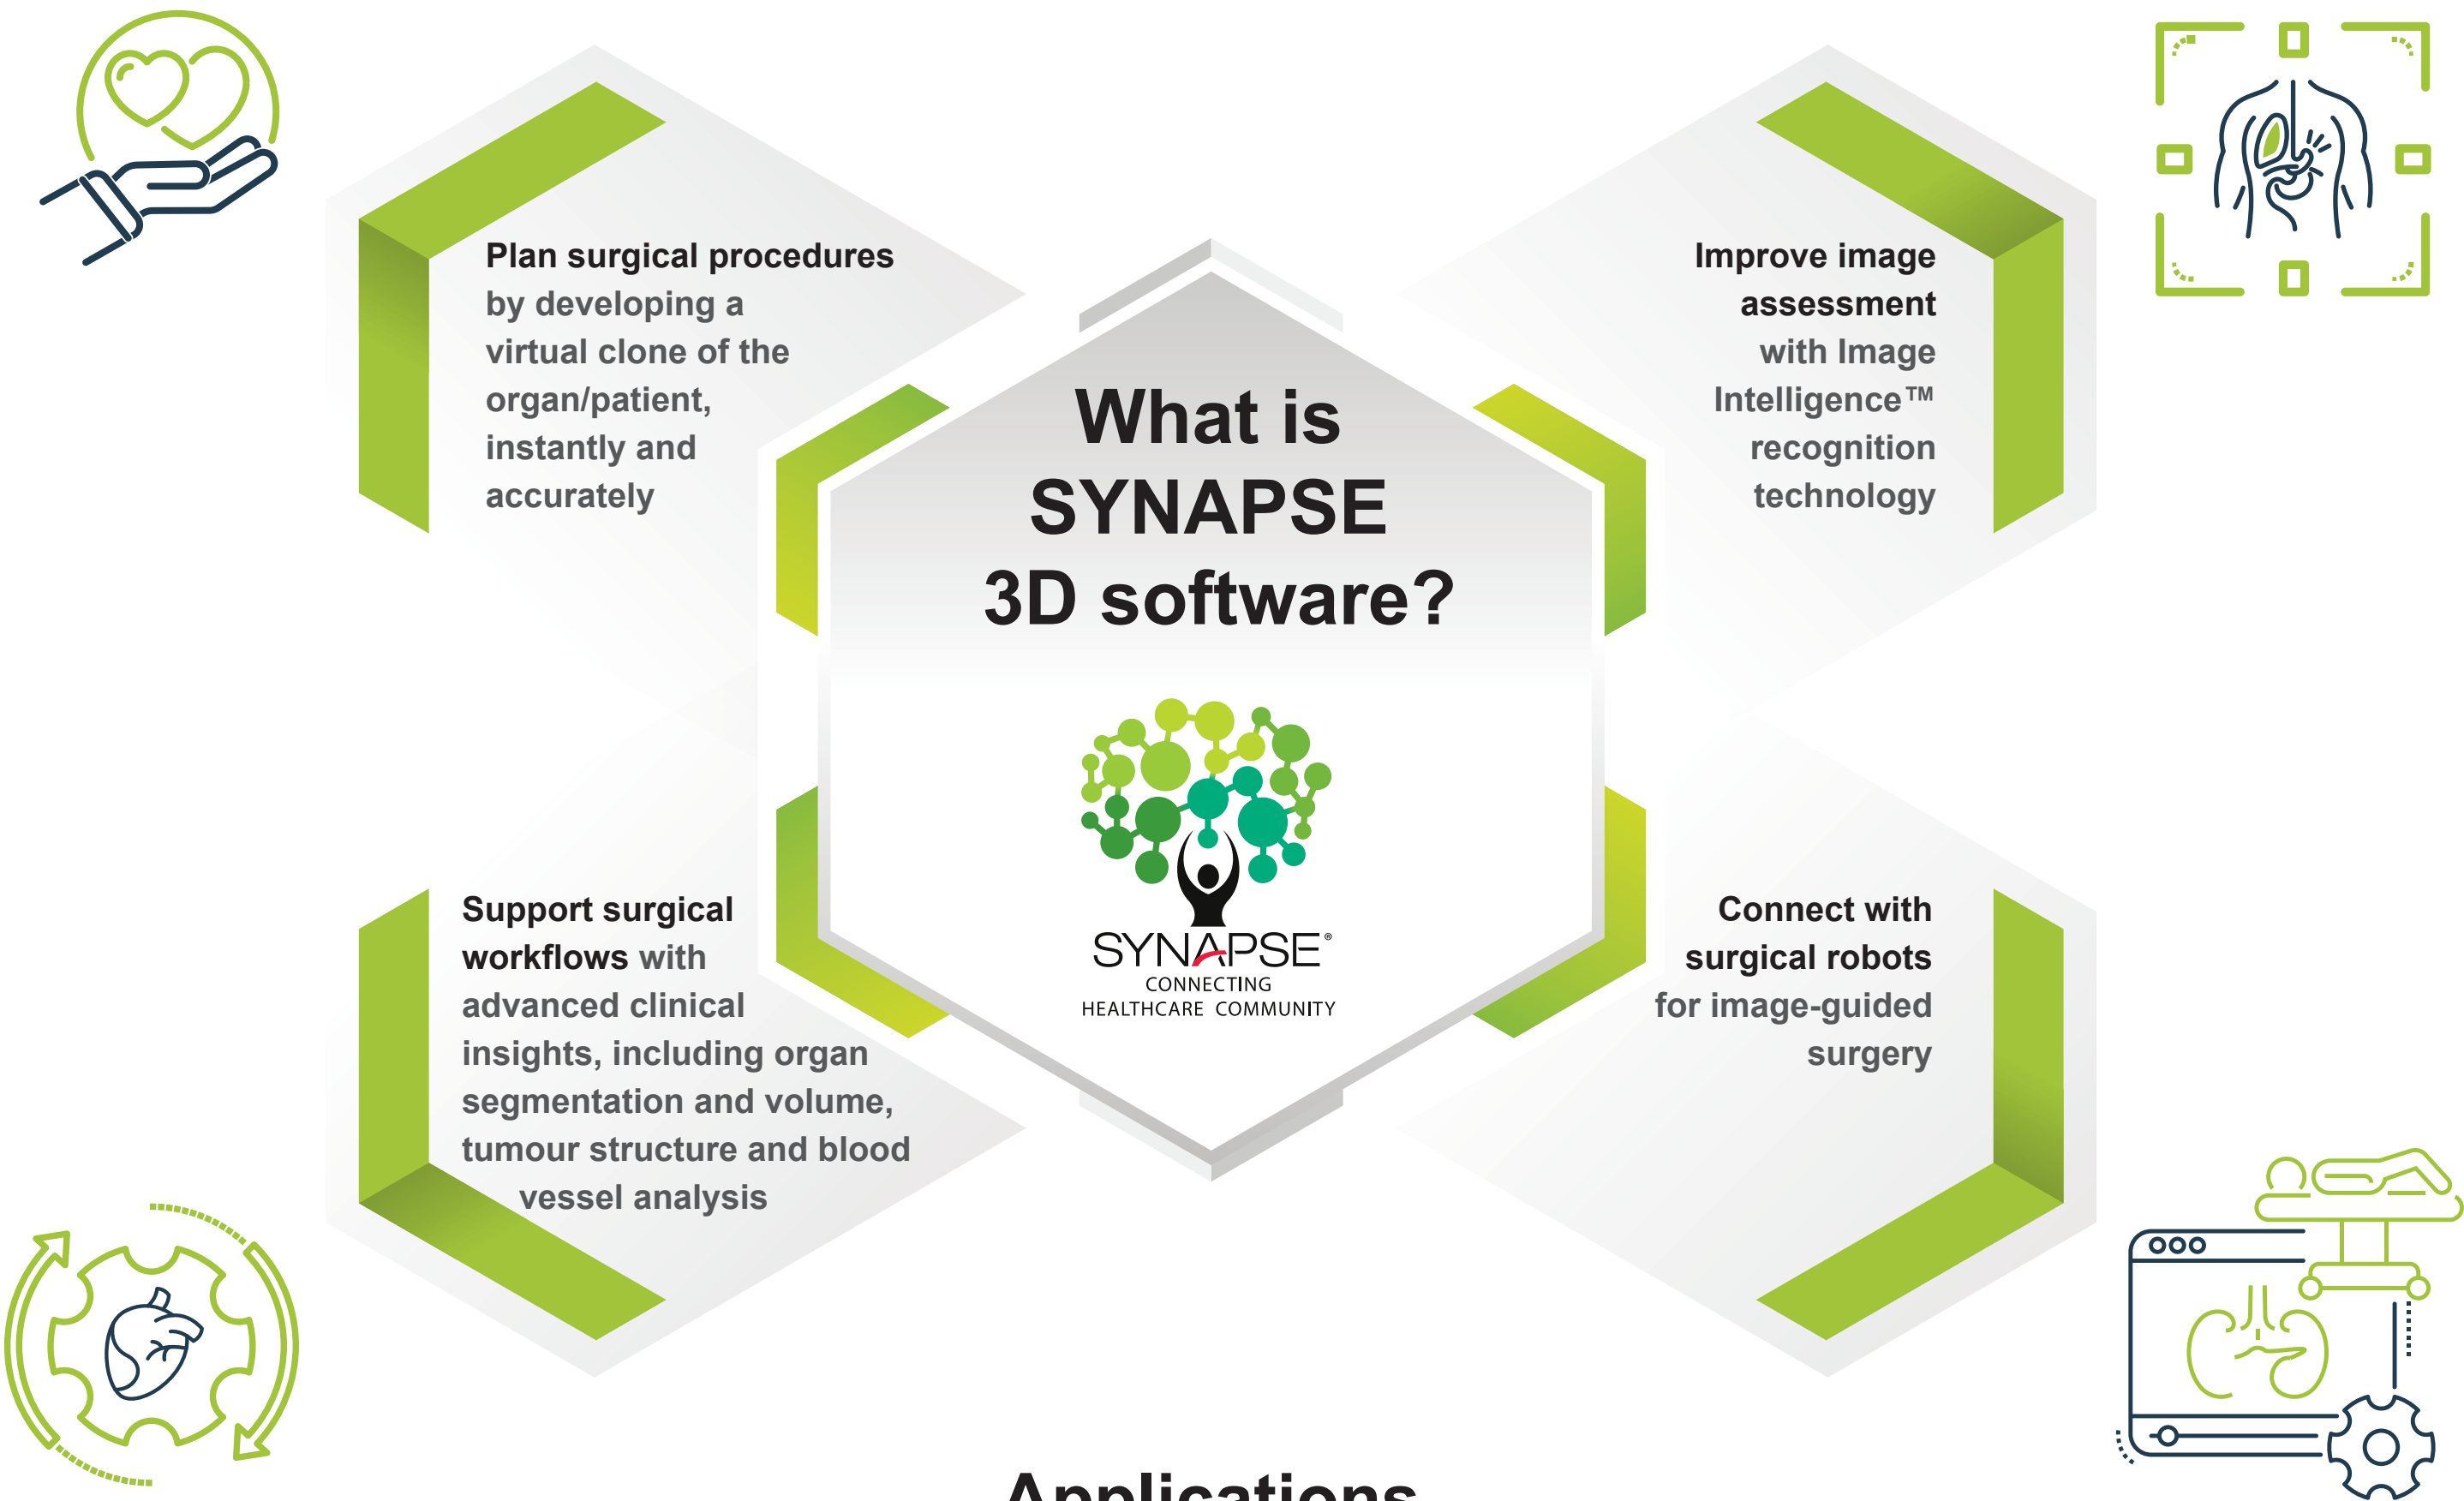 Plan surgical procedures
by developing a
virtual clone of the
organ/patient,
instantly and
accurately
Improve image
assessment
with Image
Intelligence™
recognition
technology
What is
SYNAPSE
3D software?
SYNAPSE®
CONNECTING
HEALTHCARE COMMUNITY
Support surgical
workflows with
advanced clinical
insights, including organ
segmentation and volume,
tumour structure and blood
vessel analysis
Connect with
surgical robots
for image-guided
surgery
Applications